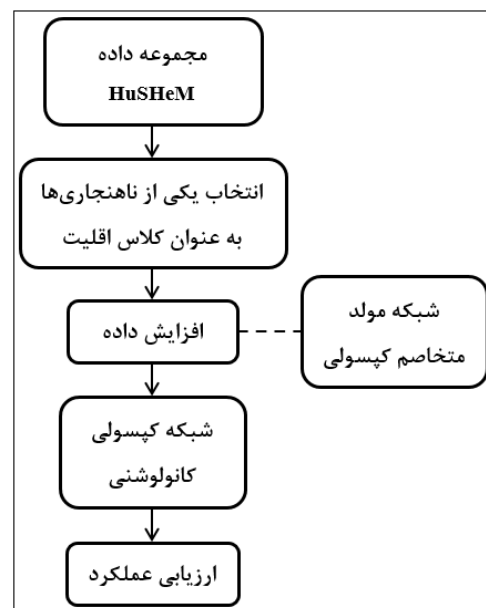 مجموعه داده
HuSHeM
انتخاب یکی از ناهنجاری‌ها
به عنوان کلاس اقلیت
افزایش داده
شبکه مولد
متخاصم کپسولی
شبکه کپسولی
کانولوشنی
ارزیابی عملکرد